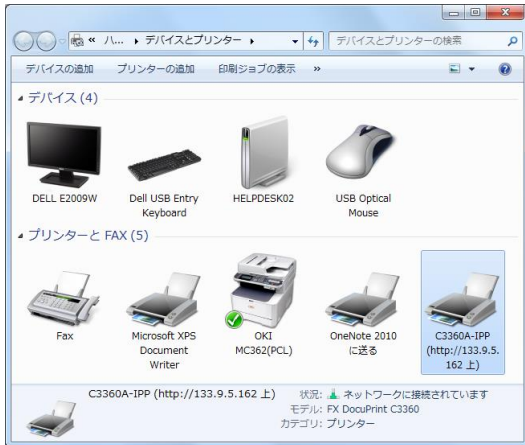 « ハ... ▸ デバイスとプリンター ▸
デバイスとプリンターの検索
デバイスの追加 プリンターの追加 印刷ジョブの表示 »
デバイス (4)
DELL E2009W
Dell USB Entry
Keyboard
HELPDESK02
USB Optical
Mouse
プリンターと FAX (5)
Fax
Microsoft XPS
Document
Writer
OKI
MC362(PCL)
OneNote 2010
に送る
C3360A-IPP
(http://133.9.5.
162 上)
C3360A-IPP (http://133.9.5.162 上)
状況: ネットワークに接続されています
モデル: FX DocuPrint C3360
カテゴリ: プリンター